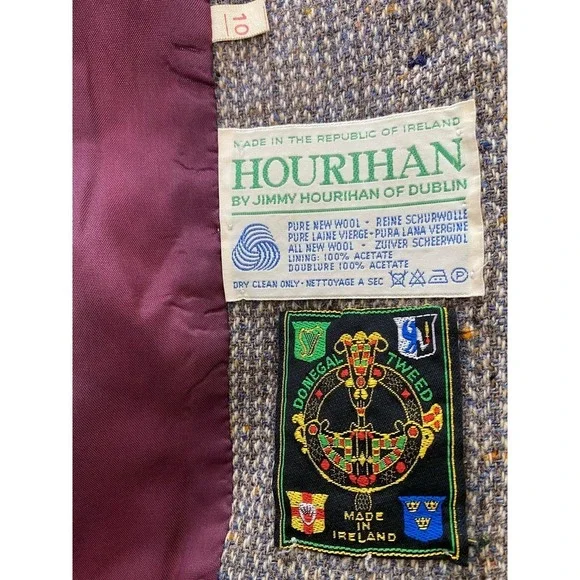 10
MADE IN THE REPUBLIC OF IRELAND
HOURIHAN
BY JIMMY HOURIHAN OF DUBLIN
PURE NEW WOOL - REINE SCHURWOLLE
PURE LAINE VIERGE - PURA LANA VERGINE
ALL NEW WOOL - ZUIVER SCHEERWOL
LINING: 100% ACETATE
DOUBLURE 100% ACETATE
DRY CLEAN ONLY - NETTOYAGE A SEC
P
DONEGAL TWEED
MADE
IN
IRELAND